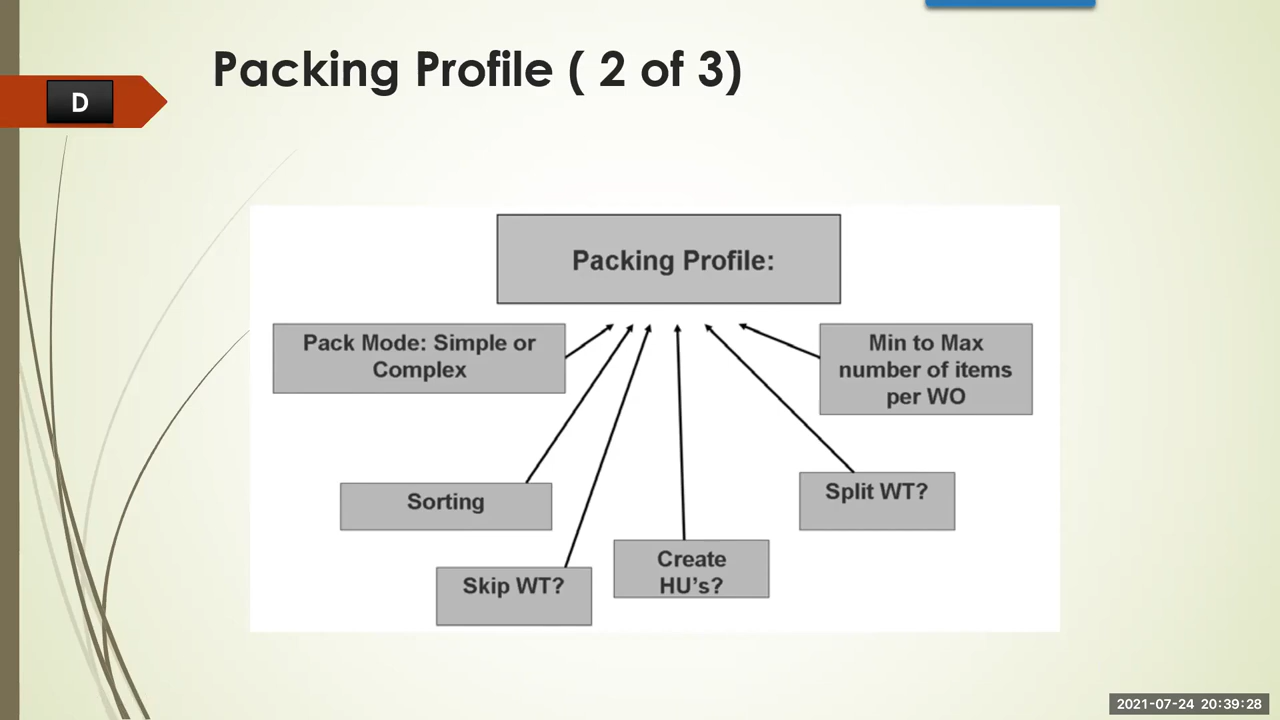 Packing Profile ( 2 of 3)
D
Packing Profile:
Pack Mode: Simple or
Complex
Min to Max
number of items
per WO
Sorting
Split WT?
Skip WT?
Create
HU's?
2021-07-24 20:39:28